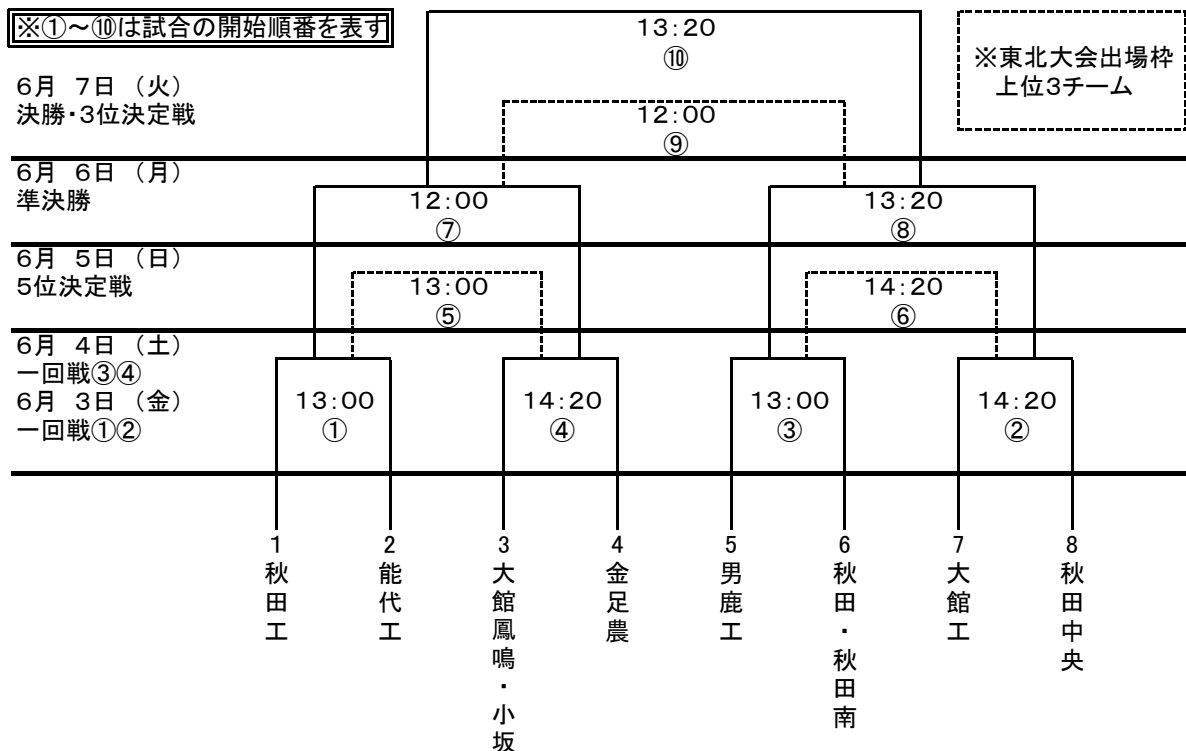 ※①～⑩は試合の開始順番を表す
13:20
⑩
※東北大会出場枠
上位3チーム
6月 7日 (火)
決勝・3位決定戦
12:00
⑨
6月 6日 (月)
準決勝
12:00
⑦
13:20
⑧
6月 5日 (日)
5位決定戦
13:00
⑤
14:20
⑥
6月 4日 (土)
一回戦③④
6月 3日 (金)
一回戦①②
13:00
①
14:20
④
13:00
③
14:20
②
1
秋田工
2
能代工
3
大館鳳鳴・小坂
4
金足農
5
男鹿工
6
秋田・秋田南
7
大館工
8
秋田中央